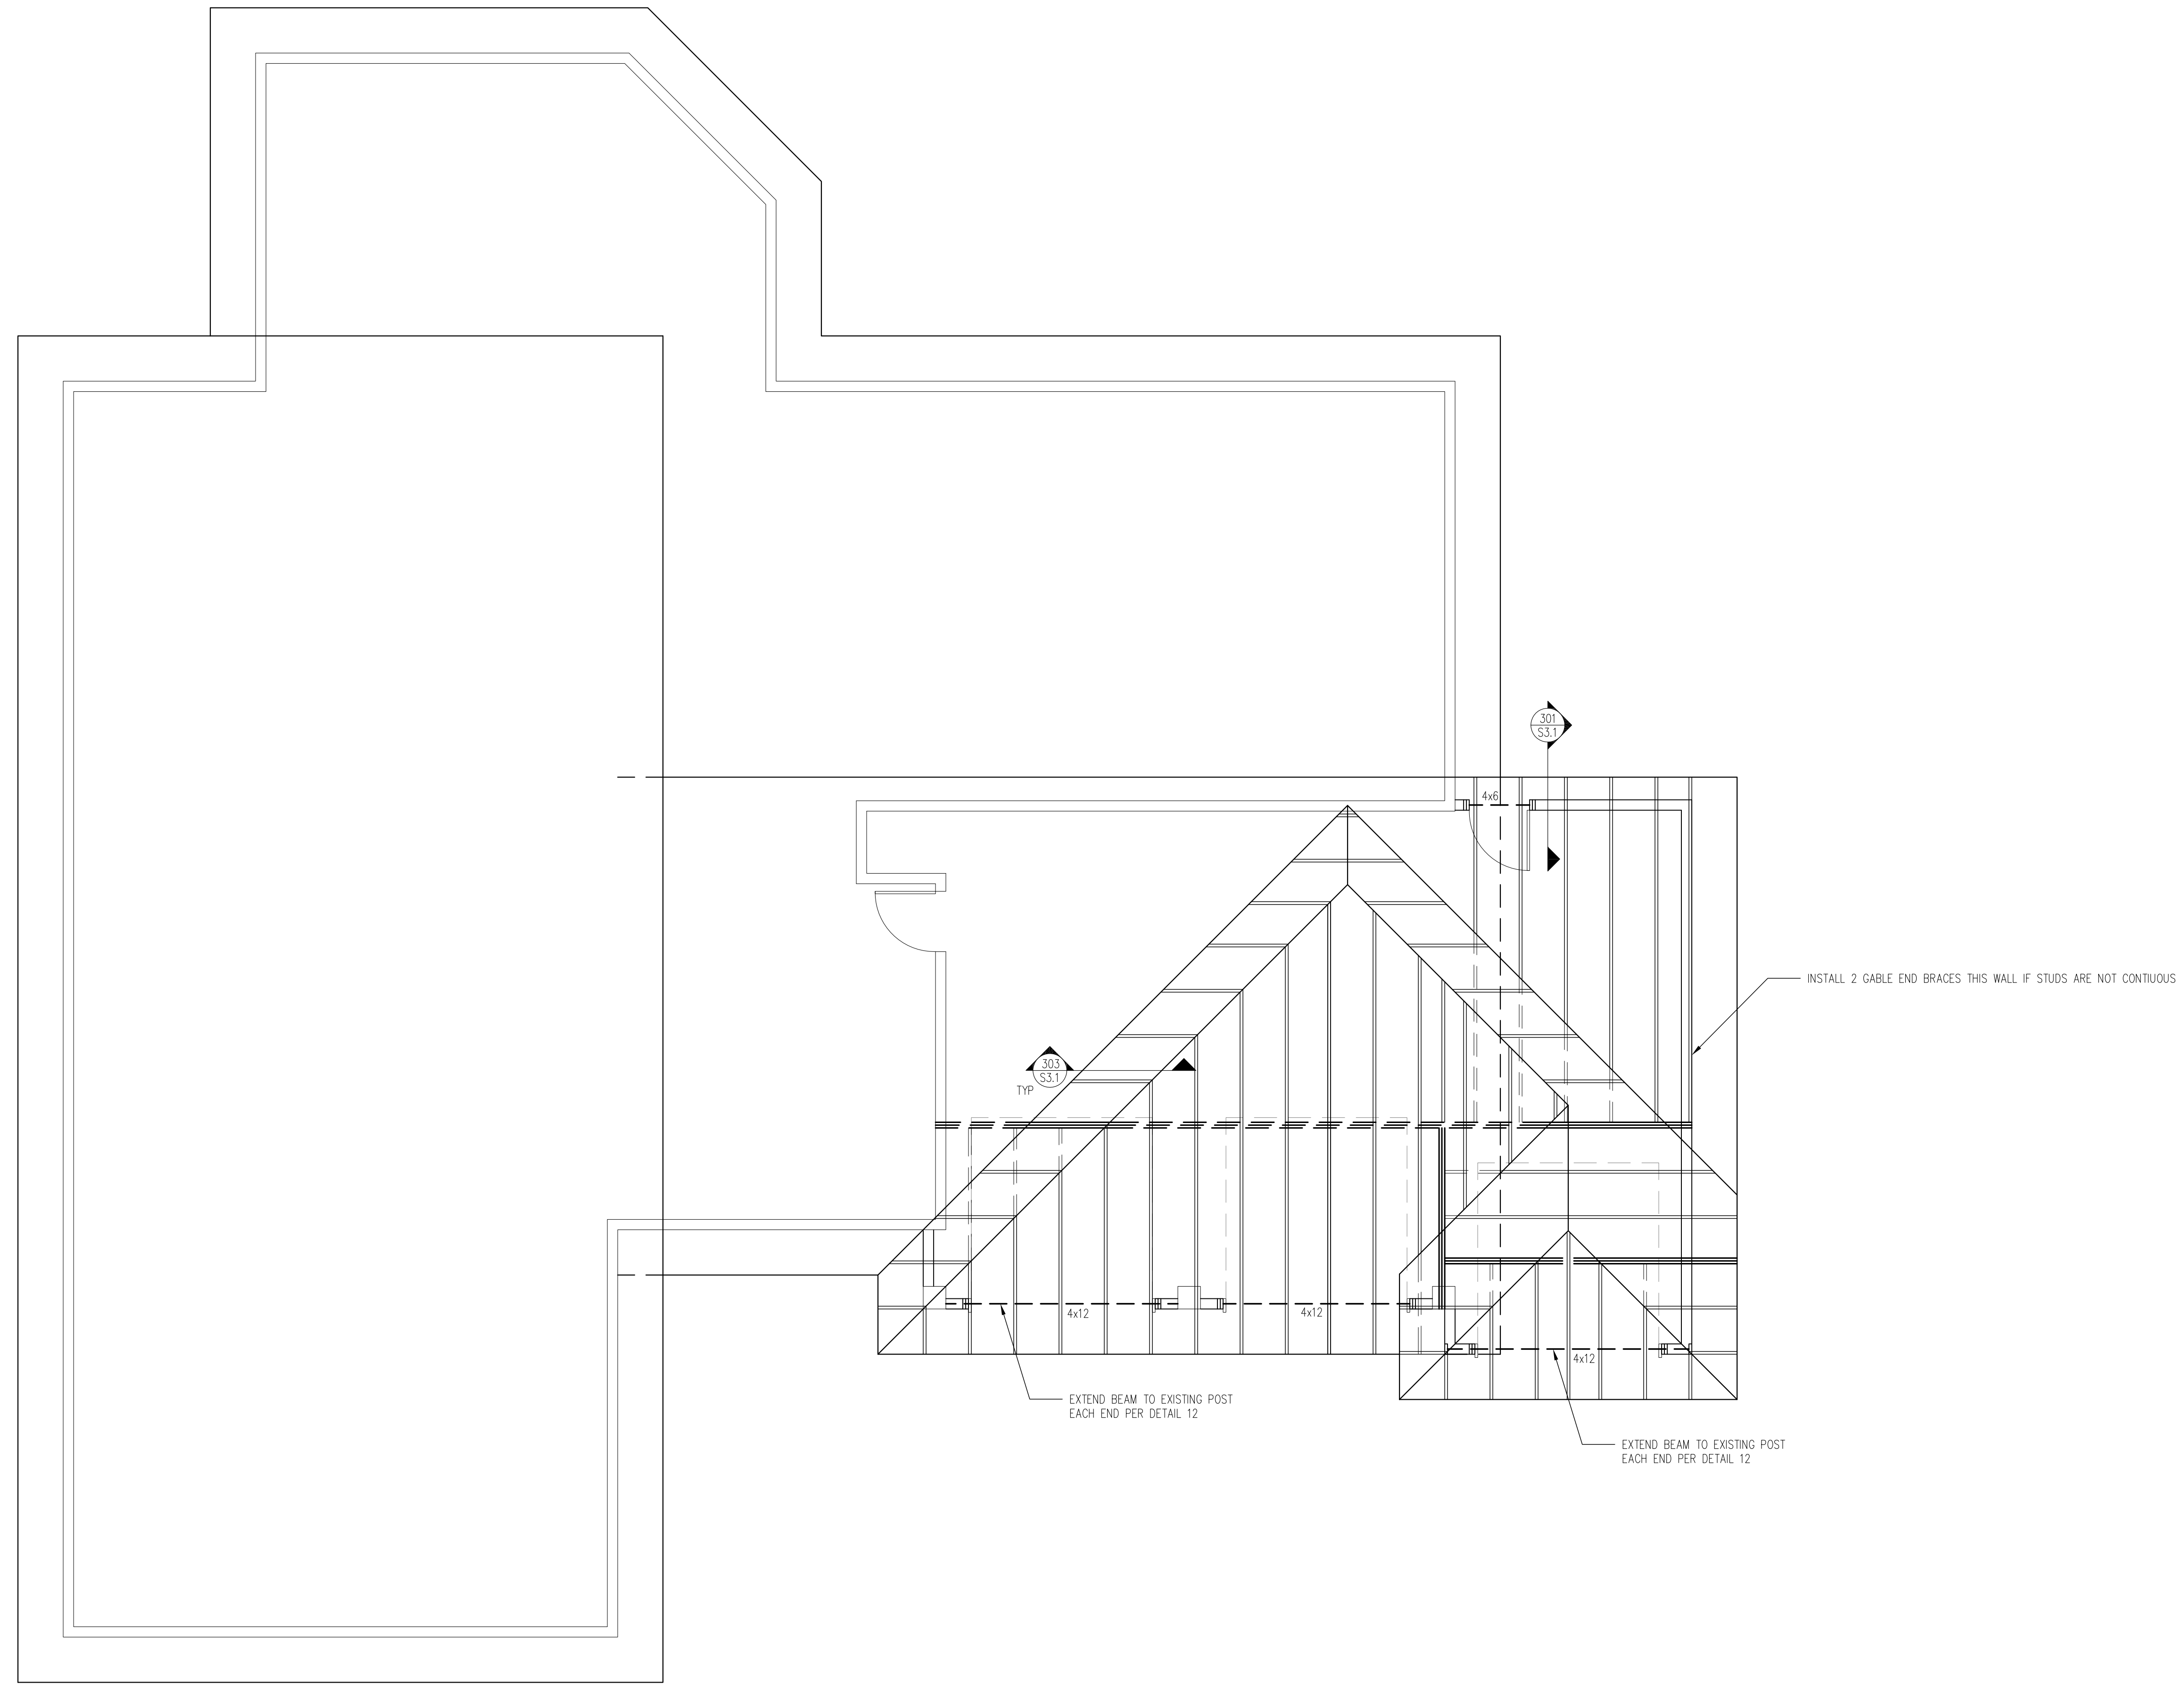 301
S3.1
4x6
INSTALL 2 GABLE END BRACES THIS WALL IF STUDS ARE NOT CONTIUOUS
303
S3.1
TYP
4x12
4x12
4x12
EXTEND BEAM TO EXISTING POST
EACH END PER DETAIL 12
EXTEND BEAM TO EXISTING POST
EACH END PER DETAIL 12